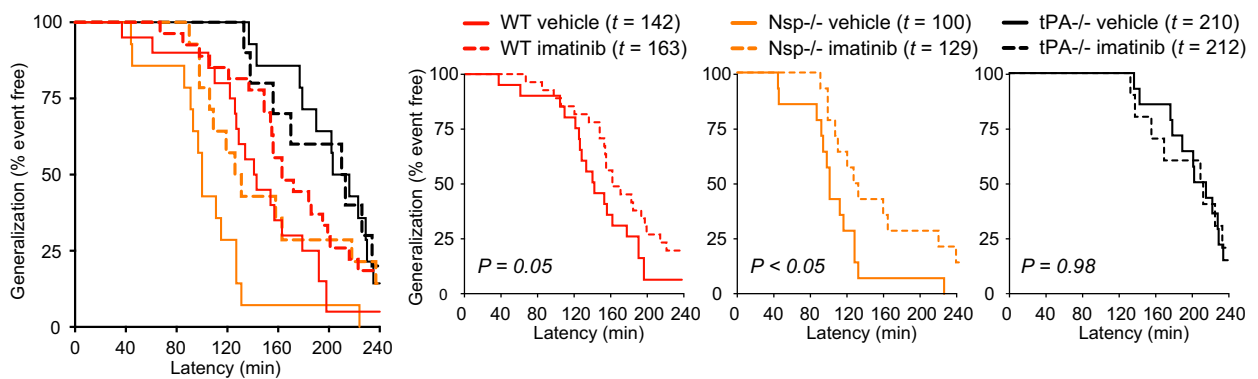 Generalization (% event free)
100
75
50
25
0
0 40 80 120 160 200 240
Latency (min)
WT vehicle (t = 142)
WT imatinib (t = 163)
Generalization (% event free)
100
75
50
25
P = 0.05
0 40 80 120 160 200 240
Latency (min)
Nsp-/- vehicle (t = 100)
Nsp-/- imatinib (t = 129)
100
75
50
25
P < 0.05
0 40 80 120 160 200 240
Latency (min)
tPA-/- vehicle (t = 210)
tPA-/- imatinib (t = 212)
100
75
50
25
P = 0.98
0 40 80 120 160 200 240
Latency (min)